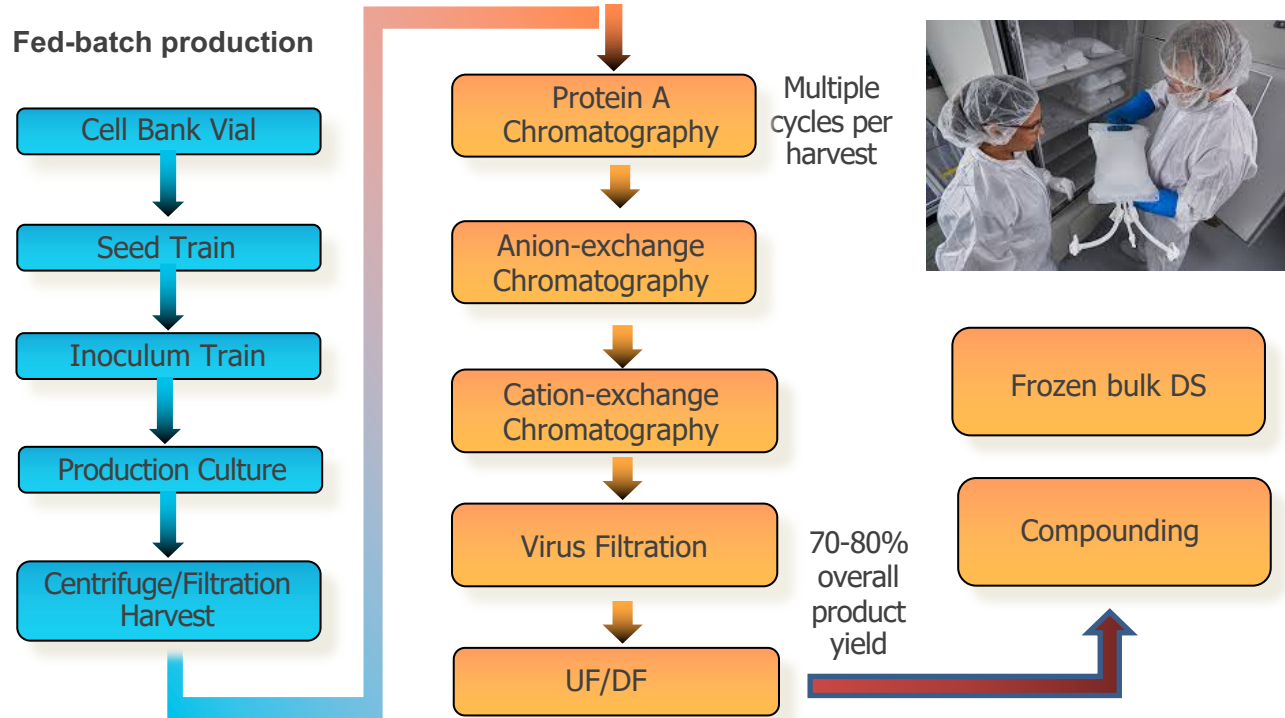 Fed-batch production
Cell Bank Vial
Seed Train
Inoculum Train
Production Culture
Centrifuge/Filtration
Harvest
Protein A
Chromatography
Multiple
cycles per
harvest
Anion-exchange
Chromatography
Cation-exchange
Chromatography
Virus Filtration
UF/DF
70-80%
overall
product
yield
Frozen bulk DS
Compounding